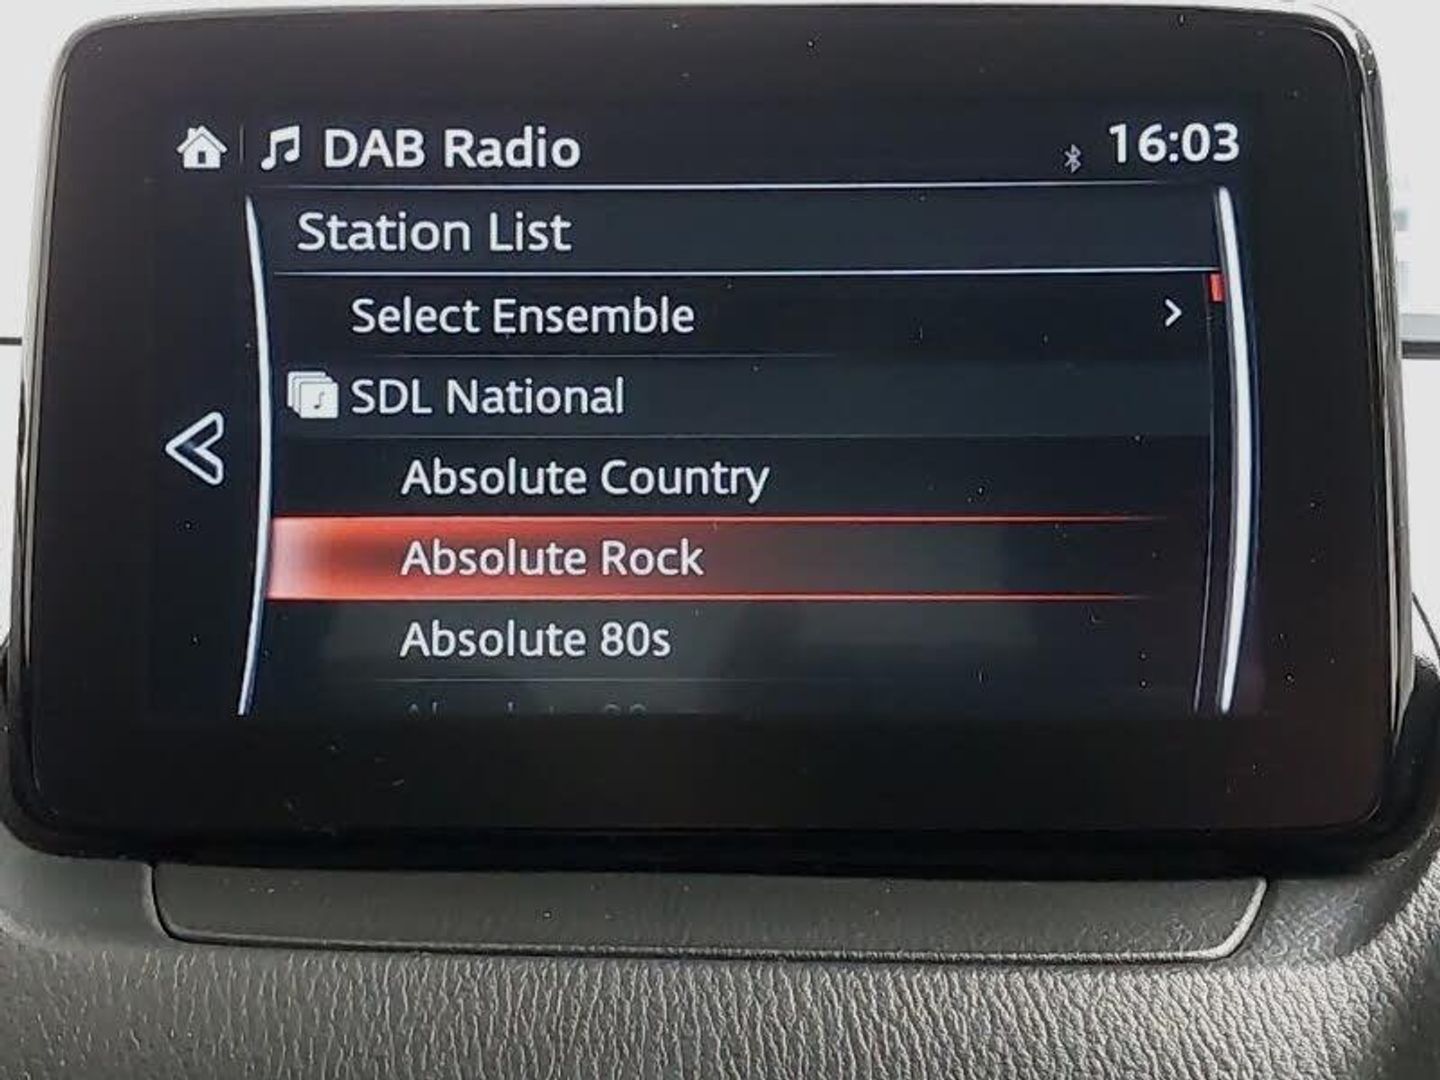 DAB Radio
16:03
Station List
Select Ensemble
SDL National
Absolute Country
Absolute Rock
Absolute 80s